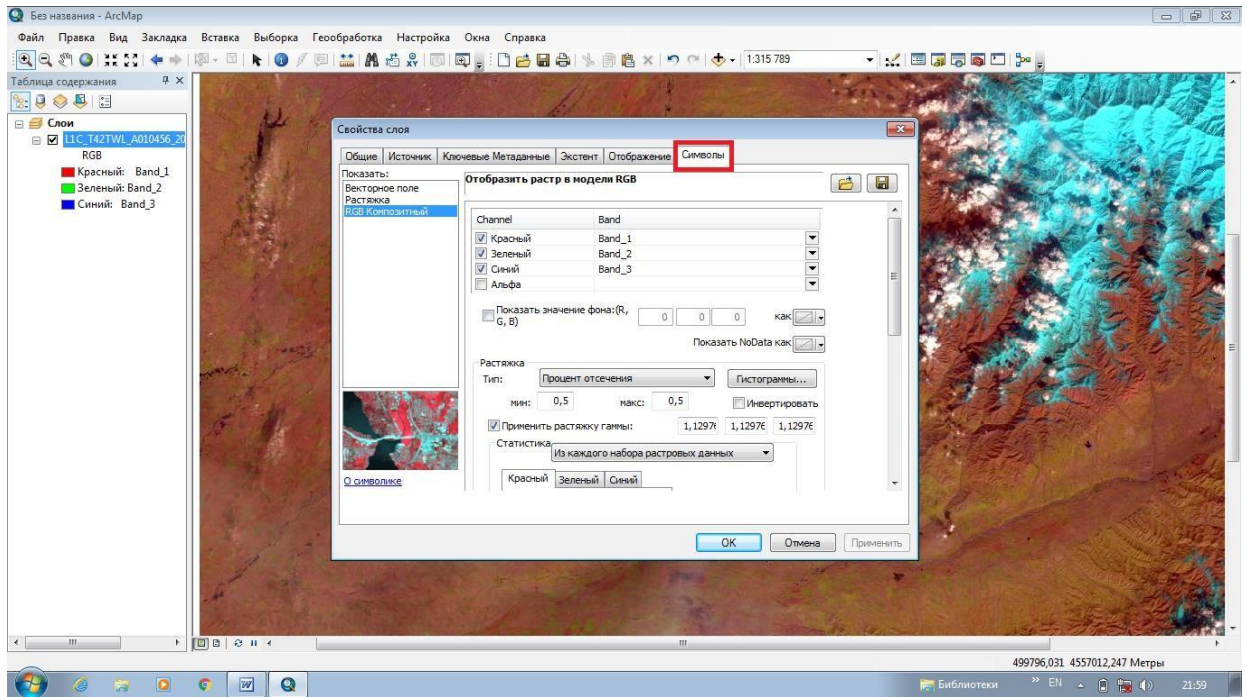 Без названия - ArcMap
Файл Правка Вид Закладка Вставка Выборка Геообработка Настройка Окна Справка
1:315 789
Таблица содержания
Слои
L1C_T42TWL_A010456_20
RGB
Красный: Band_1
Зеленый: Band_2
Синий: Band_3
Свойства слоя
Общие Источник Ключевые Метаданные Экстент Отображение Символы
Показать:
Векторное поле
Растяжка
RGB Композитный
Отобразить растр в модели RGB
Channel Band
Красный Band_1
Зеленый Band_2
Синий Band_3
Альфа
Показать значение фона:(R, G, B) 0 0 0 как
Показать NoData как
Растяжка
Тип: Процент отсечения Гистограммы...
мин: 0,5 макс: 0,5 Инвертировать
Применить растяжку гаммы: 1,1297 1,1297 1,1297
Статистика
Из каждого набора растровых данных
Красный Зеленый Синий
О символике
OK Отмена Применить
499796,031 4557012,247 Метры
Библиотеки » EN 21:59